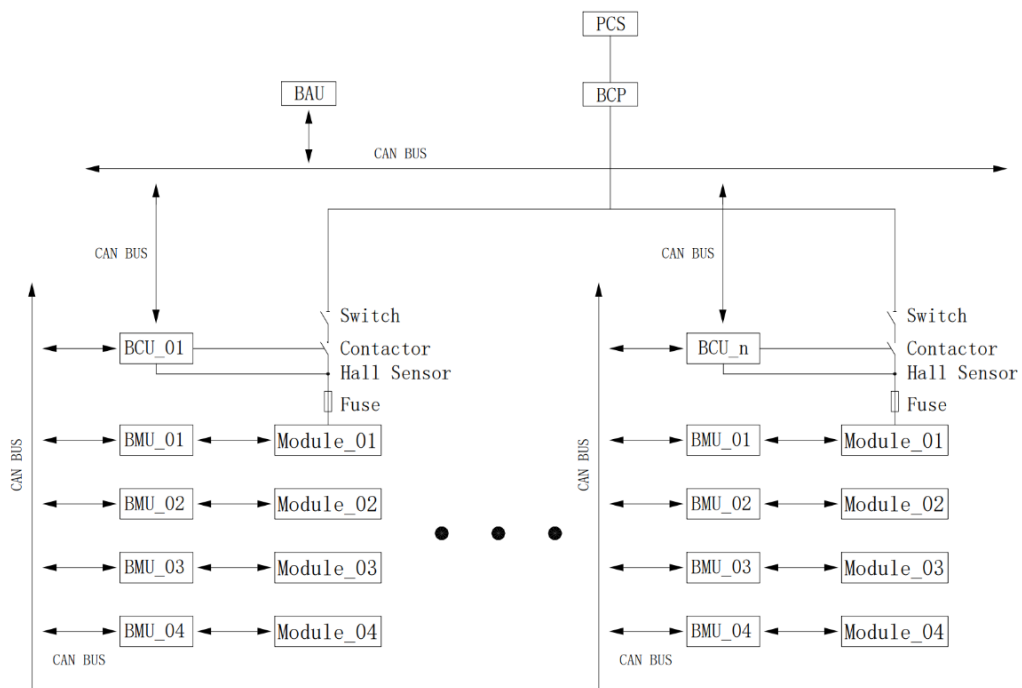 PCS
BAU
BCP
CAN BUS
CAN BUS
CAN BUS
Switch
Switch
BCU_01
Contactor
BCU_n
Contactor
Hall Sensor
Hall Sensor
Fuse
Fuse
BMU_01
Module_01
BMU_01
Module_01
CAN BUS
CAN BUS
BMU_02
Module_02
BMU_02
Module_02
BMU_03
Module_03
BMU_03
Module_03
BMU_04
Module_04
BMU_04
Module_04
CAN BUS
CAN BUS